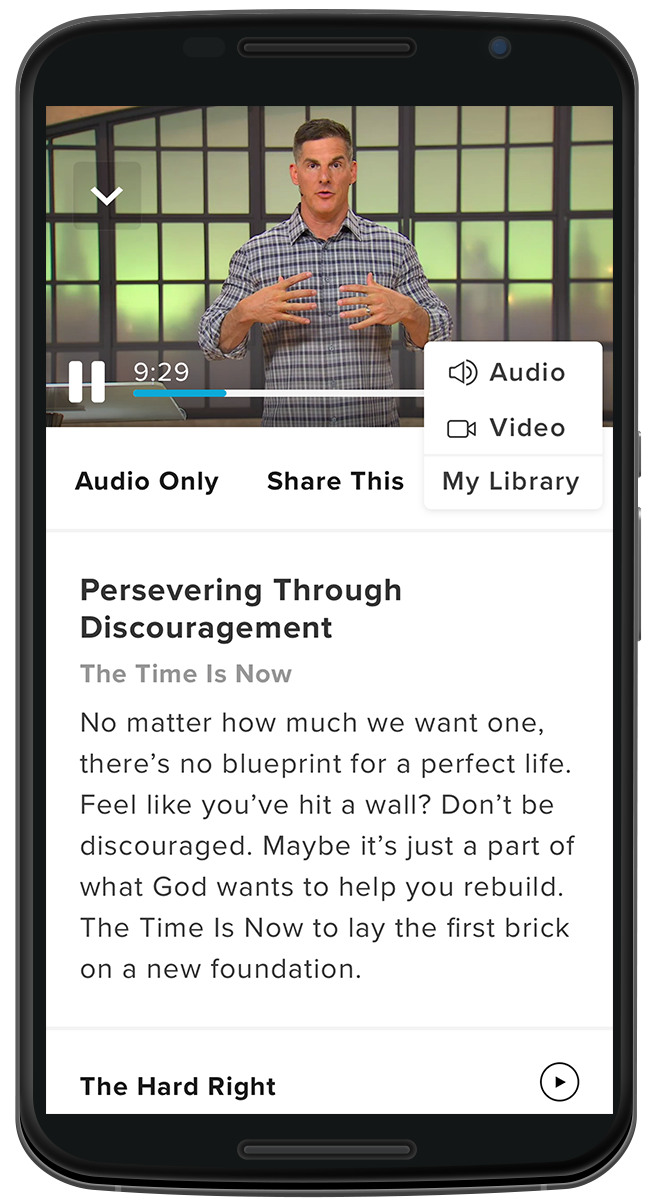 9:29
Audio
Video
Audio Only
Share This
My Library
Persevering Through
Discouragement
The Time Is Now
No matter how much we want one,
there’s no blueprint for a perfect life.
Feel like you’ve hit a wall? Don’t be
discouraged. Maybe it’s just a part of
what God wants to help you rebuild.
The Time Is Now to lay the first brick
on a new foundation.
The Hard Right